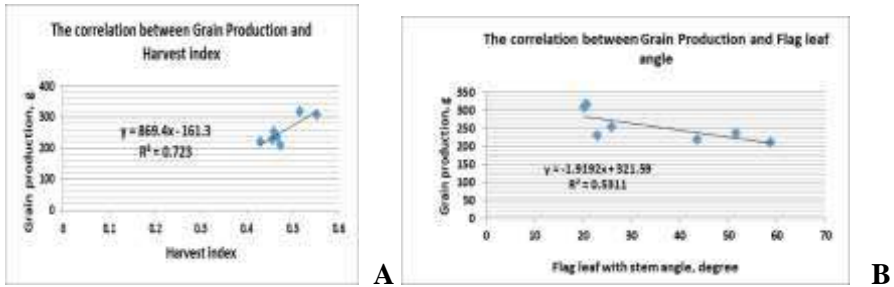 The correlation between Grain Production and
Harvest index
400
300
200
100
0
Grain production, g
y = 869.4x - 161.3
R² = 0.723
0 0.1 0.2 0.3 0.4 0.5 0.6
Harvest index
A
The correlation between Grain Production and Flag leaf
angle
350
300
250
200
150
100
50
0
Grain production, g
y = -1.9192x + 321.59
R² = 0.5311
0 10 20 30 40 50 60 70
Flag leaf with stem angle, degree
B